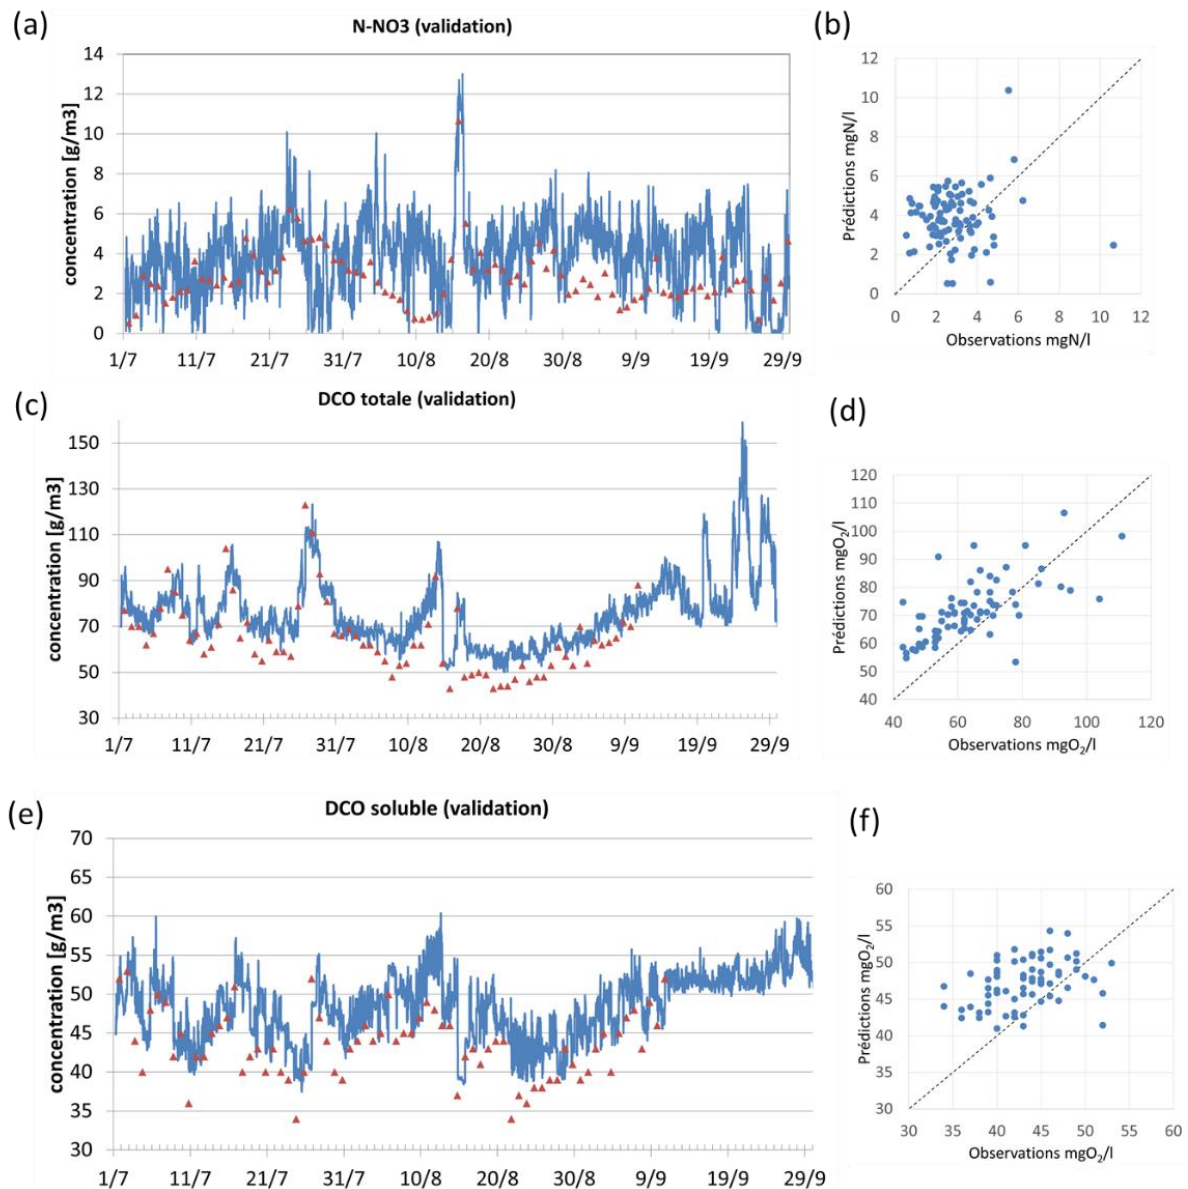 (a)
N-NO3 (validation)
concentration [g/m3]
14
12
10
8
6
4
2
0
1/7 11/7 21/7 31/7 10/8 20/8 30/8 9/9 19/9 29/9
(b)
Prédictions mgN/l
12
10
8
6
4
2
0
0 2 4 6 8 10 12
Observations mgN/l
(c)
DCO totale (validation)
concentration [g/m3]
150
130
110
90
70
50
30
1/7 11/7 21/7 31/7 10/8 20/8 30/8 9/9 19/9 29/9
(d)
Prédictions mgO₂/l
120
110
100
90
80
70
60
50
40
40 60 80 100 120
Observations mgO₂/l
(e)
DCO soluble (validation)
concentration [g/m3]
70
65
60
55
50
45
40
35
30
1/7 11/7 21/7 31/7 10/8 20/8 30/8 9/9 19/9 29/9
(f)
Prédictions mgO₂/l
60
55
50
45
40
35
30
30 35 40 45 50 55 60
Observations mgO₂/l